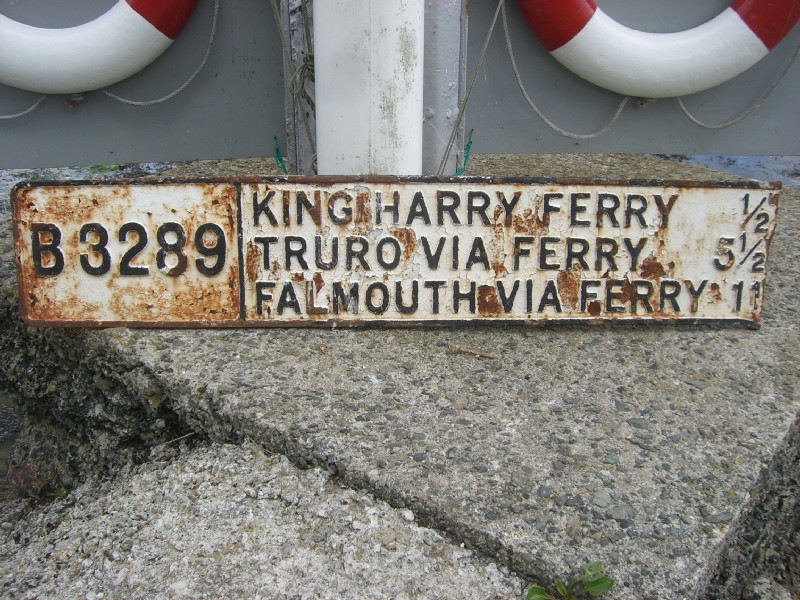 B 3289
KING HARRY FERRY ½
TRURO VIA FERRY 5½
FALMOUTH VIA FERRY 11